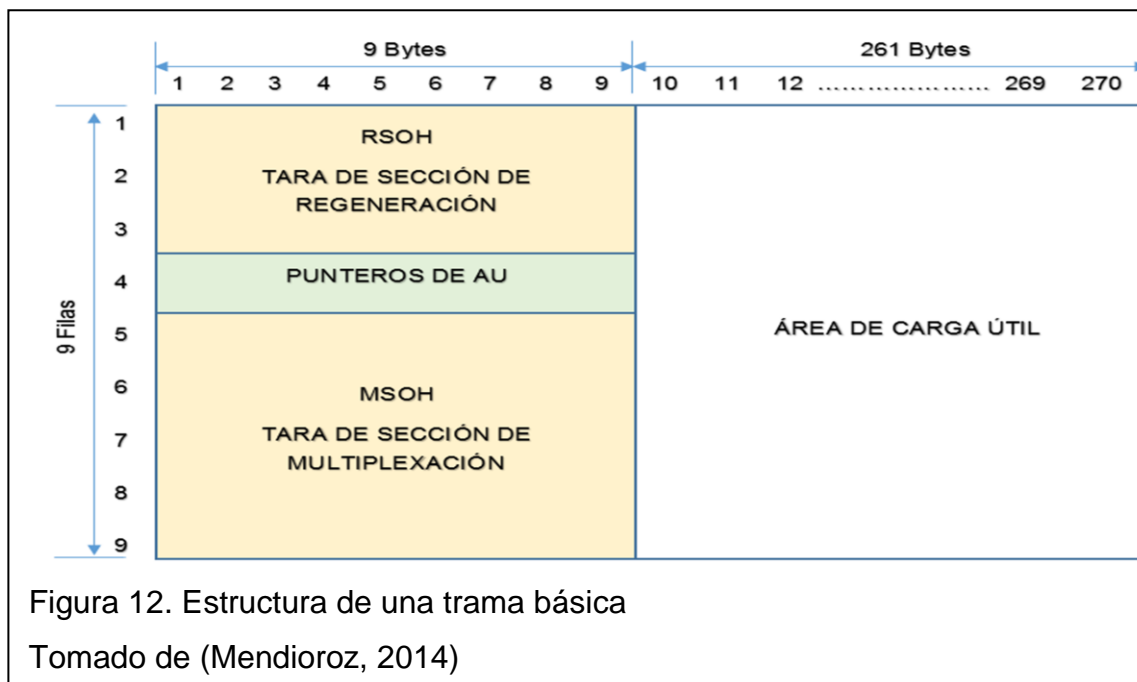 9 Bytes 261 Bytes
1 2 3 4 5 6 7 8 9 10 11 12 ………………… 269 270
9 Filas
1
RSOH
2
TARA DE SECCIÓN DE
REGENERACIÓN
3
4
PUNTEROS DE AU
5
ÁREA DE CARGA ÚTIL
6
MSOH
7
TARA DE SECCIÓN DE
MULTIPLEXACIÓN
8
9
Figura 12. Estructura de una trama básica
Tomado de (Mendioroz, 2014)